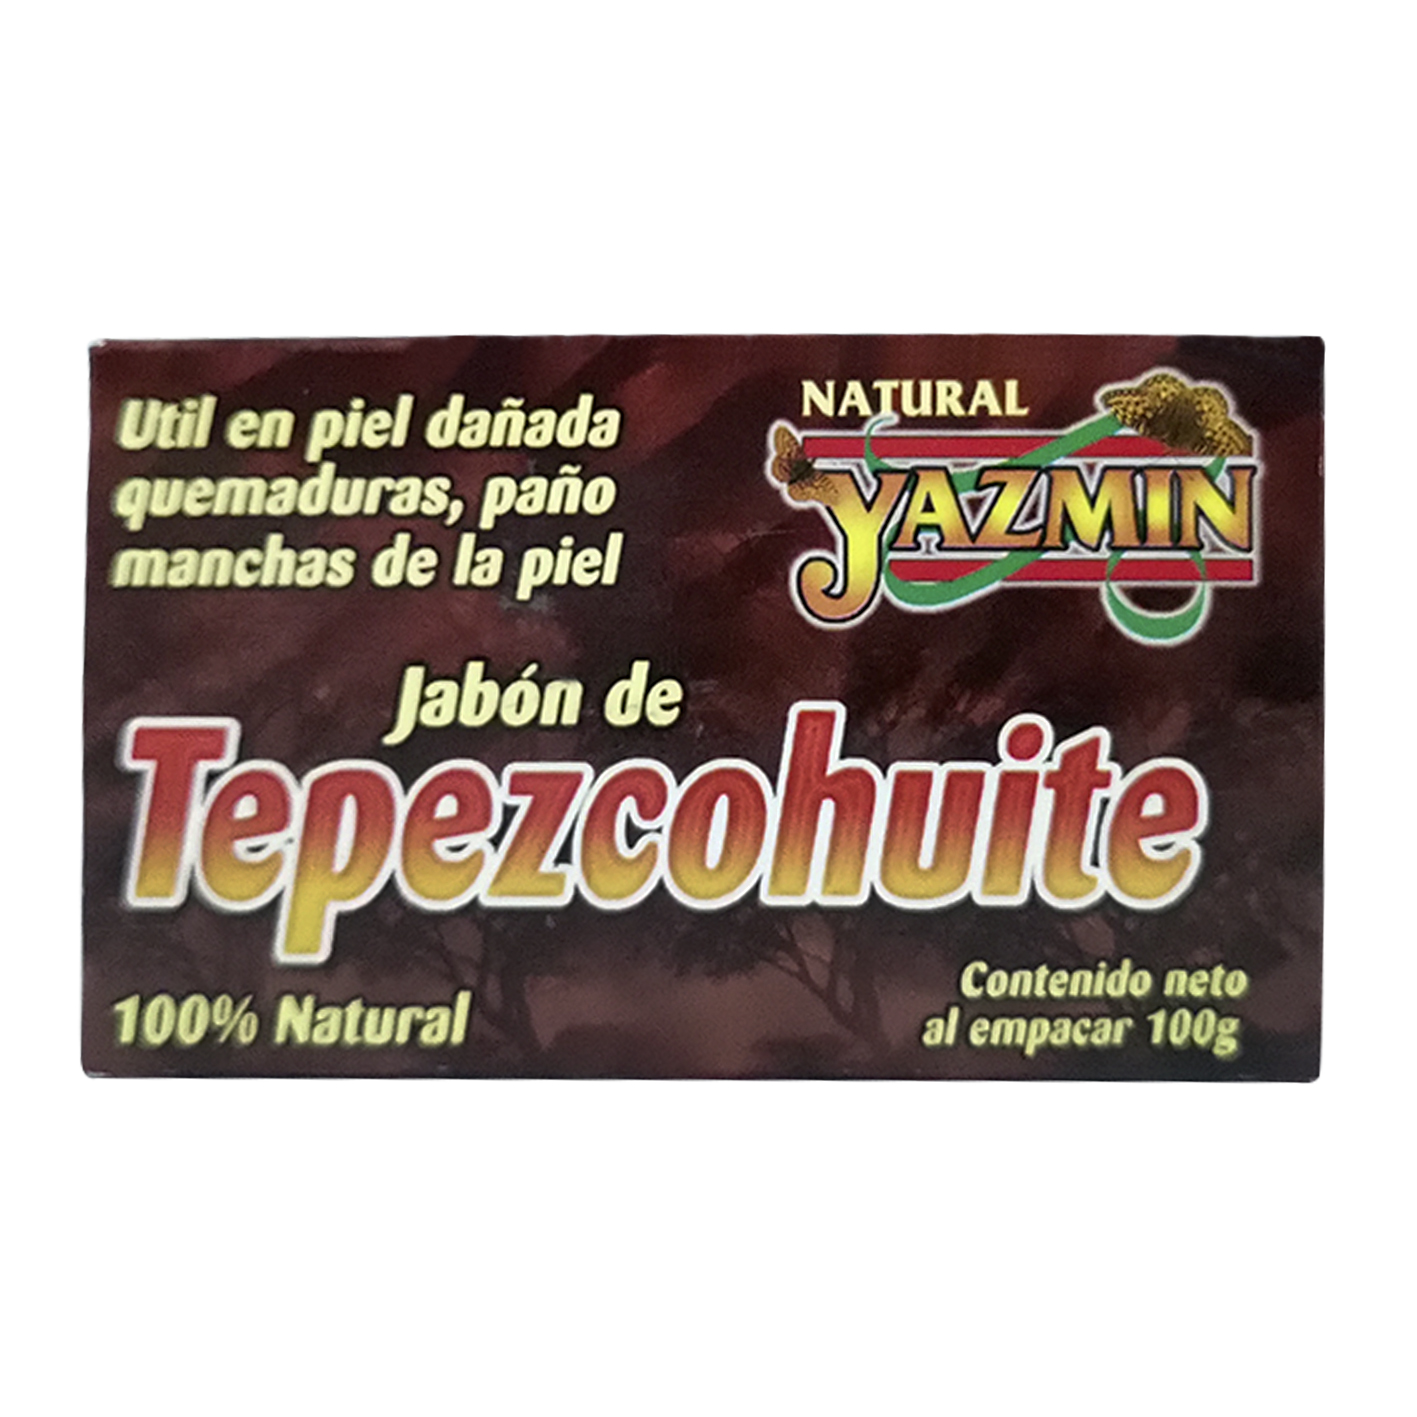 Util en piel dañada
quemaduras, paño
manchas de la piel
NATURAL
YAZMIN
Jabón de
Tepezcohuite
100% Natural
Contenido neto
al empacar 100g